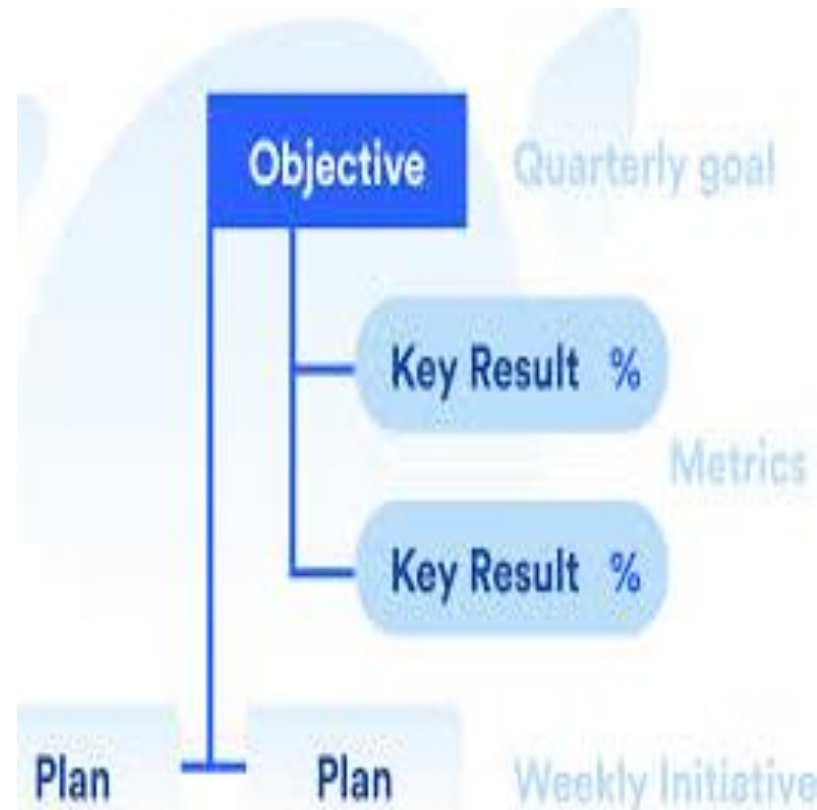 Objective Quarterly goal
Key Result %
Metrics
Key Result %
Plan Plan Weekly Initiative